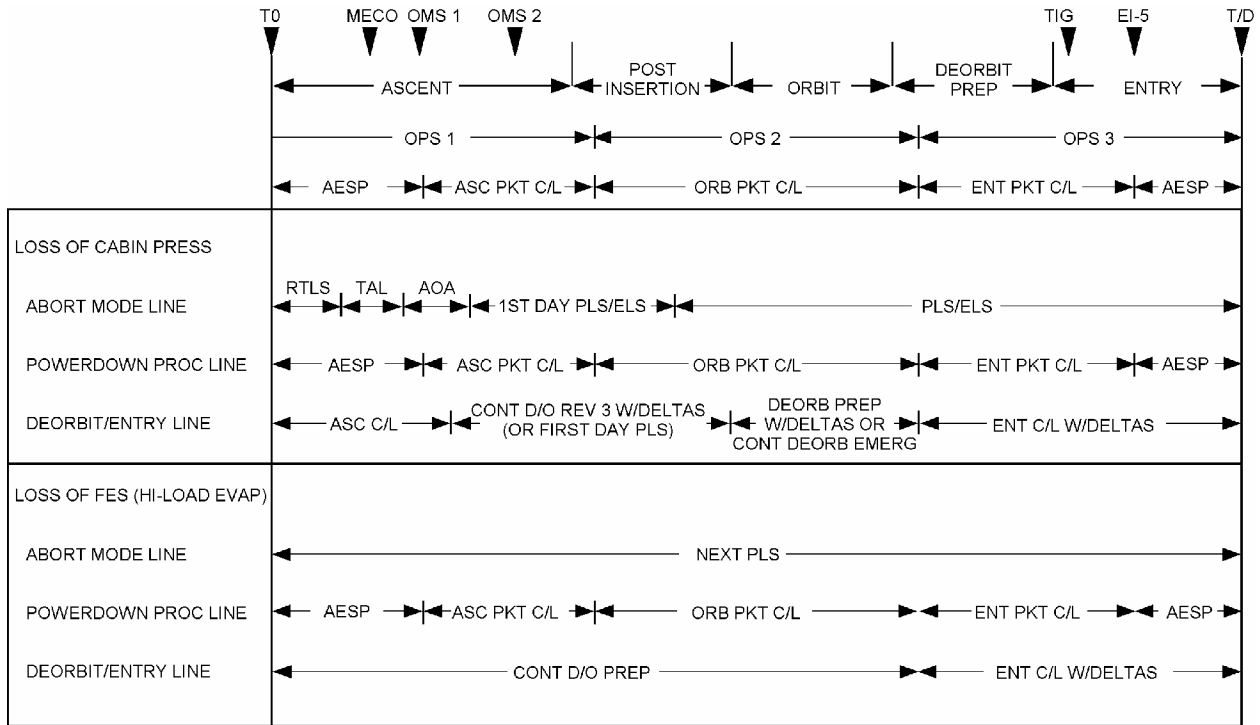 T0 MECO OMS 1 OMS 2 TIG EI-5 T/D
ASCENT POST INSERTION ORBIT DEORBIT PREP ENTRY
OPS 1 OPS 2 OPS 3
AESP ASC PKT C/L ORB PKT C/L ENT PKT C/L AESP
LOSS OF CABIN PRESS
ABORT MODE LINE RTLS TAL AOA 1ST DAY PLS/ELS PLS/ELS
POWERDOWN PROC LINE AESP ASC PKT C/L ORB PKT C/L ENT PKT C/L AESP
DEORBIT/ENTRY LINE ASC C/L CONT D/O REV 3 W/DELTAS (OR FIRST DAY PLS) DEORB PREP W/DELTAS OR CONT DEORB EMERG ENT C/L W/DELTAS
LOSS OF FES (HI-LOAD EVAP)
ABORT MODE LINE NEXT PLS
POWERDOWN PROC LINE AESP ASC PKT C/L ORB PKT C/L ENT PKT C/L AESP
DEORBIT/ENTRY LINE CONT D/O PREP ENT C/L W/DELTAS